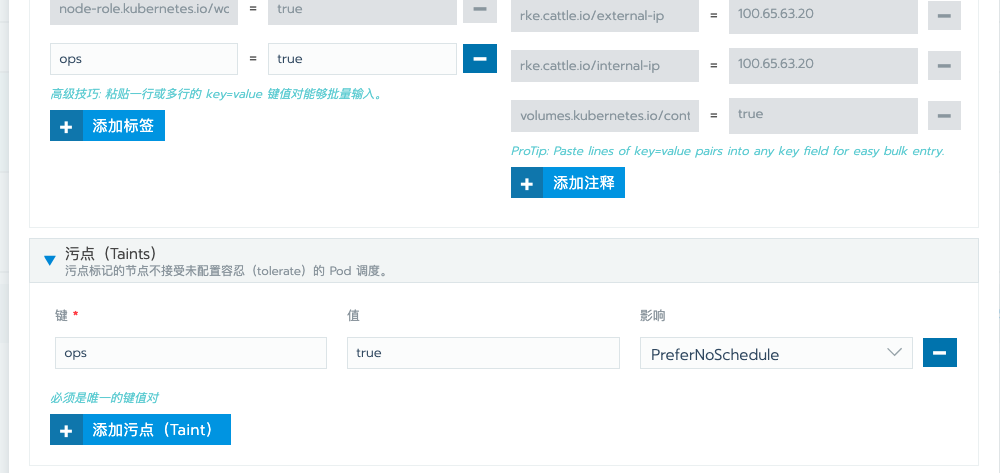 node-role.kubernetes.io/wc = true
ops = true
高级技巧: 粘贴一行或多行的 key=value 键值对能够批量输入。
+ 添加标签
rke.cattle.io/external-ip = 100.65.63.20
rke.cattle.io/internal-ip = 100.65.63.20
volumes.kubernetes.io/cont = true
ProTip: Paste lines of key=value pairs into any key field for easy bulk entry.
+ 添加注释
污点（Taints）
污点标记的节点不接受未配置容忍（tolerate）的 Pod 调度。
键 * 值 影响
ops true PreferNoSchedule
必须是唯一的键值对
+ 添加污点（Taint）